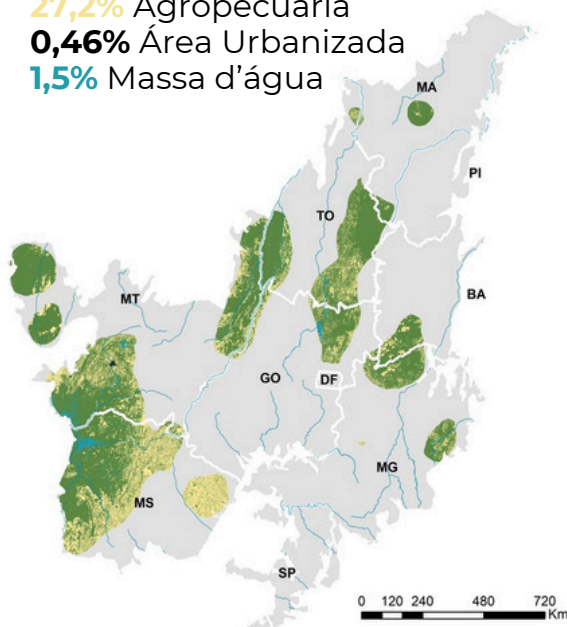 27,2% Agropecuária
0,46% Área Urbanizada
1,5% Massa d’água
MA
PI
TO
BA
MT
GO
DF
MG
MS
SP
0 120 240 480 720
Km